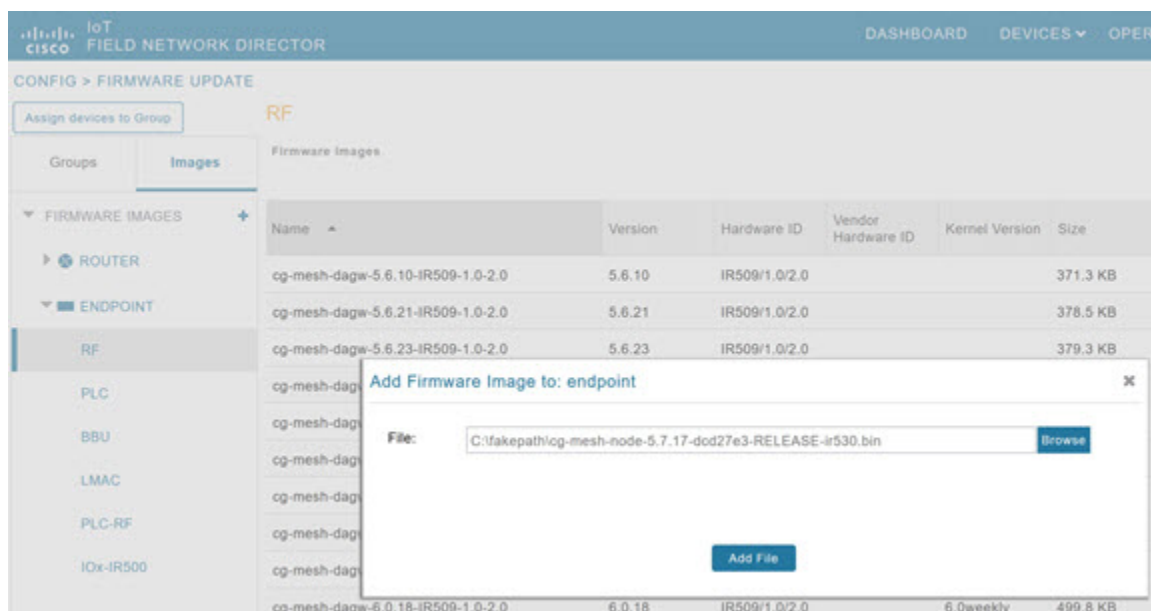 IoT
CISCO FIELD NETWORK DIRECTOR
DASHBOARD DEVICES OPER
CONFIG > FIRMWARE UPDATE
Assign devices to Group
RF
Groups Images
Firmware Images
FIRMWARE IMAGES +
Name Version Hardware ID Vendor Hardware ID Kernel Version Size
ROUTER
cg-mesh-dagw-5.6.10-IR509-1.0-2.0 5.6.10 IR509/1.0/2.0 371.3 KB
ENDPOINT
cg-mesh-dagw-5.6.21-IR509-1.0-2.0 5.6.21 IR509/1.0/2.0 378.5 KB
RF
cg-mesh-dagw-5.6.23-IR509-1.0-2.0 5.6.23 IR509/1.0/2.0 379.3 KB
PLC
cg-mesh-dagw
Add Firmware Image to: endpoint
BBU
cg-mesh-dagw
File: C:\fakepath\cg-mesh-node-5.7.17-dcd27e3-RELEASE-ir530.bin Browse
cg-mesh-dagw
LMAC
cg-mesh-dagw
PLC-RF
cg-mesh-dagw
Add File
IOx-IR500
cg-mesh-dagw
cg-mesh-dagw-6.0.18-IR509-1.0-2.0 6.0.18 IR509/1.0/2.0 6.0weekly 499.8 KB